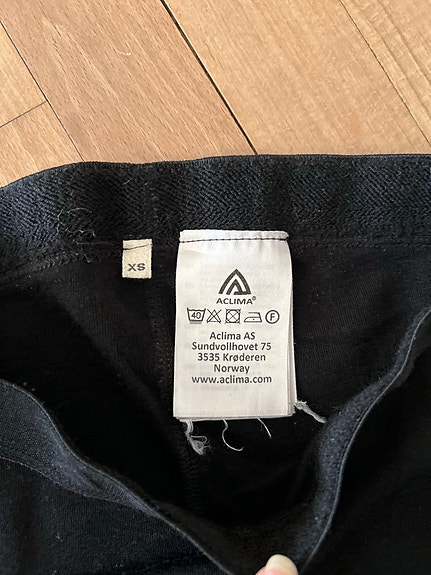 XS
ACLIMA®
40 F
Aclima AS
Sundvollhovet 75
3535 Krøderen
Norway
www.aclima.com